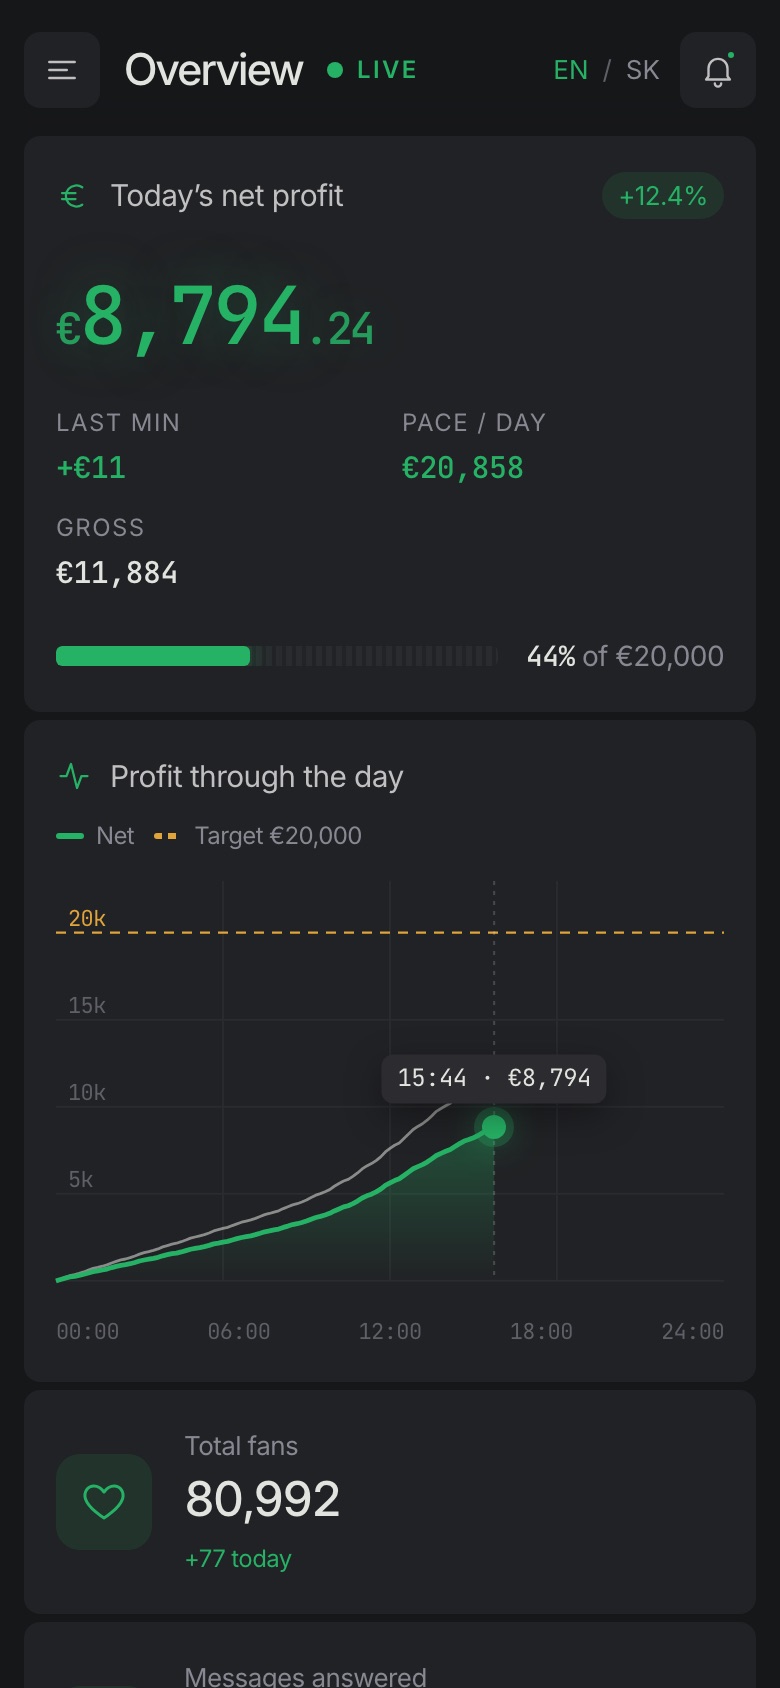 Overview LIVE EN / SK
€ Today’s net profit +12.4%
€8,794.24
LAST MIN PACE / DAY
+€11 €20,858
GROSS
€11,884
44% of €20,000
Profit through the day
Net Target €20,000
20k
15k
15:44 · €8,794
10k
5k
00:00 06:00 12:00 18:00 24:00
Total fans
80,992
+77 today
Messages answered